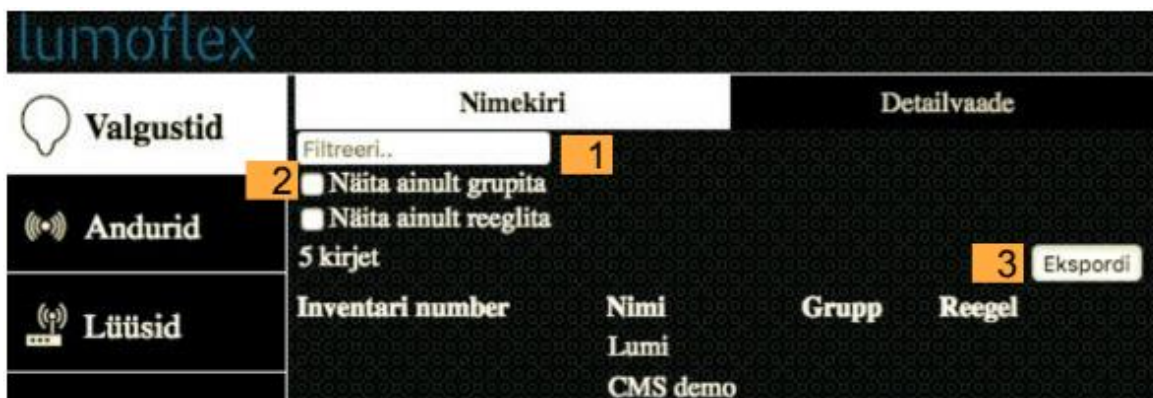 lumoflex
Valgustid
Andurid
Lüüsid
Nimekiri Detailvaade
Filtreeri.. 1
2 Näita ainult grupita
Näita ainult reeglita
5 kirjet
3 Ekspordi
Inventari number Nimi Grupp Reegel
Lumi
CMS demo